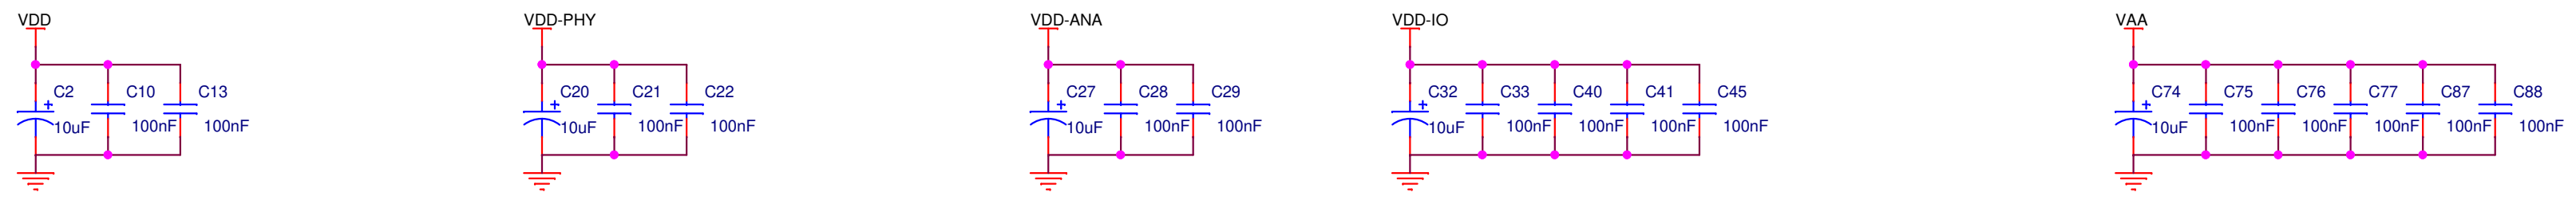 VDD VDD-PHY VDD-ANA VDD-IO VAA
C2 C10 C13 C20 C21 C22 C27 C28 C29 C32 C33 C40 C41 C45 C74 C75 C76 C77 C87 C88
+ + + + +
10uF 100nF 100nF 10uF 100nF 100nF 10uF 100nF 100nF 10uF 100nF 100nF 100nF 100nF 10uF 100nF 100nF 100nF 100nF 100nF